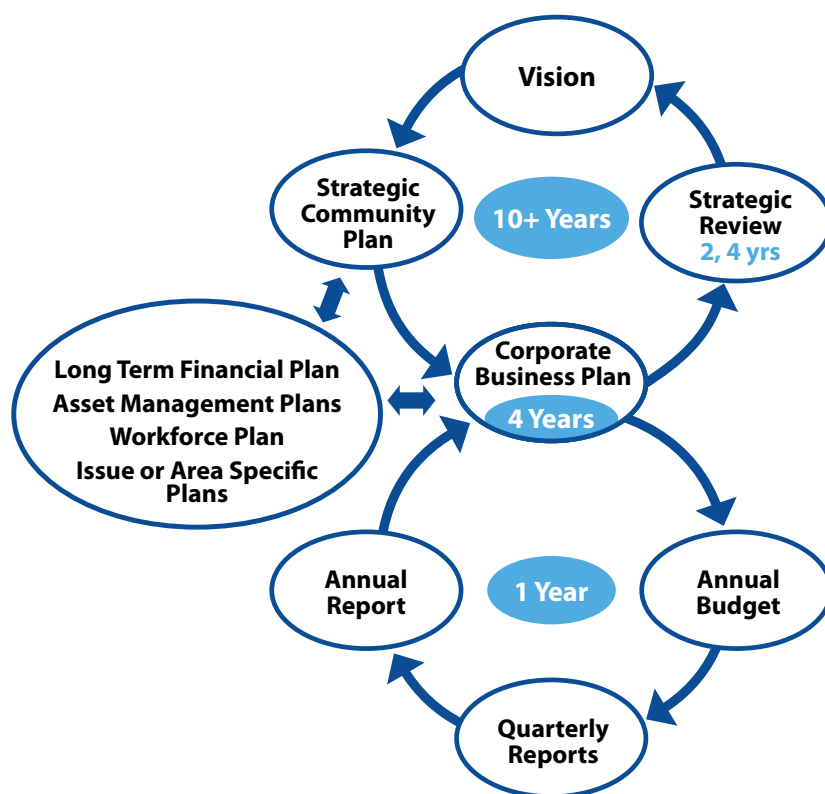 Vision
Strategic
Community
Plan
10+ Years
Strategic
Review
2, 4 yrs
Long Term Financial Plan
Asset Management Plans
Workforce Plan
Issue or Area Specific
Plans
Corporate
Business Plan
4 Years
Annual
Report
1 Year
Annual
Budget
Quarterly
Reports